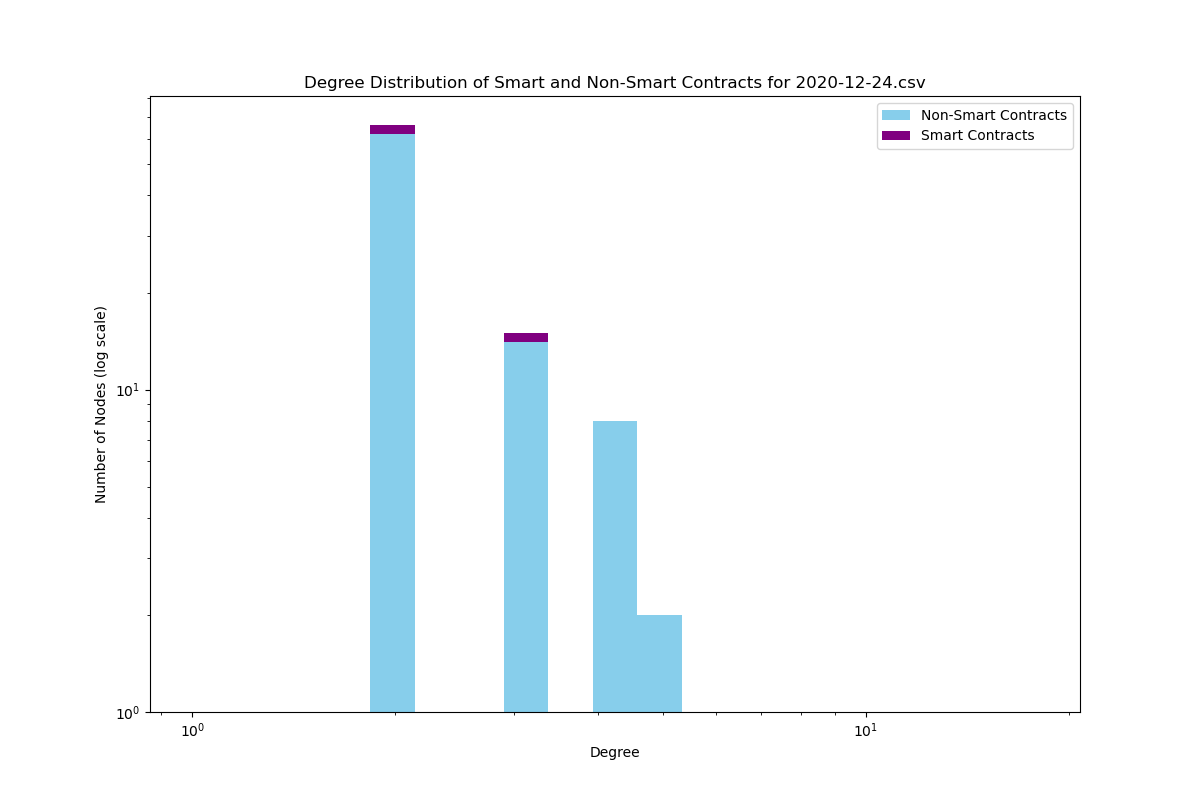 Degree Distribution of Smart and Non-Smart Contracts for 2020-12-24.csv
Non-Smart Contracts
Smart Contracts
Number of Nodes (log scale)
10¹
10⁰
10⁰
10¹
Degree